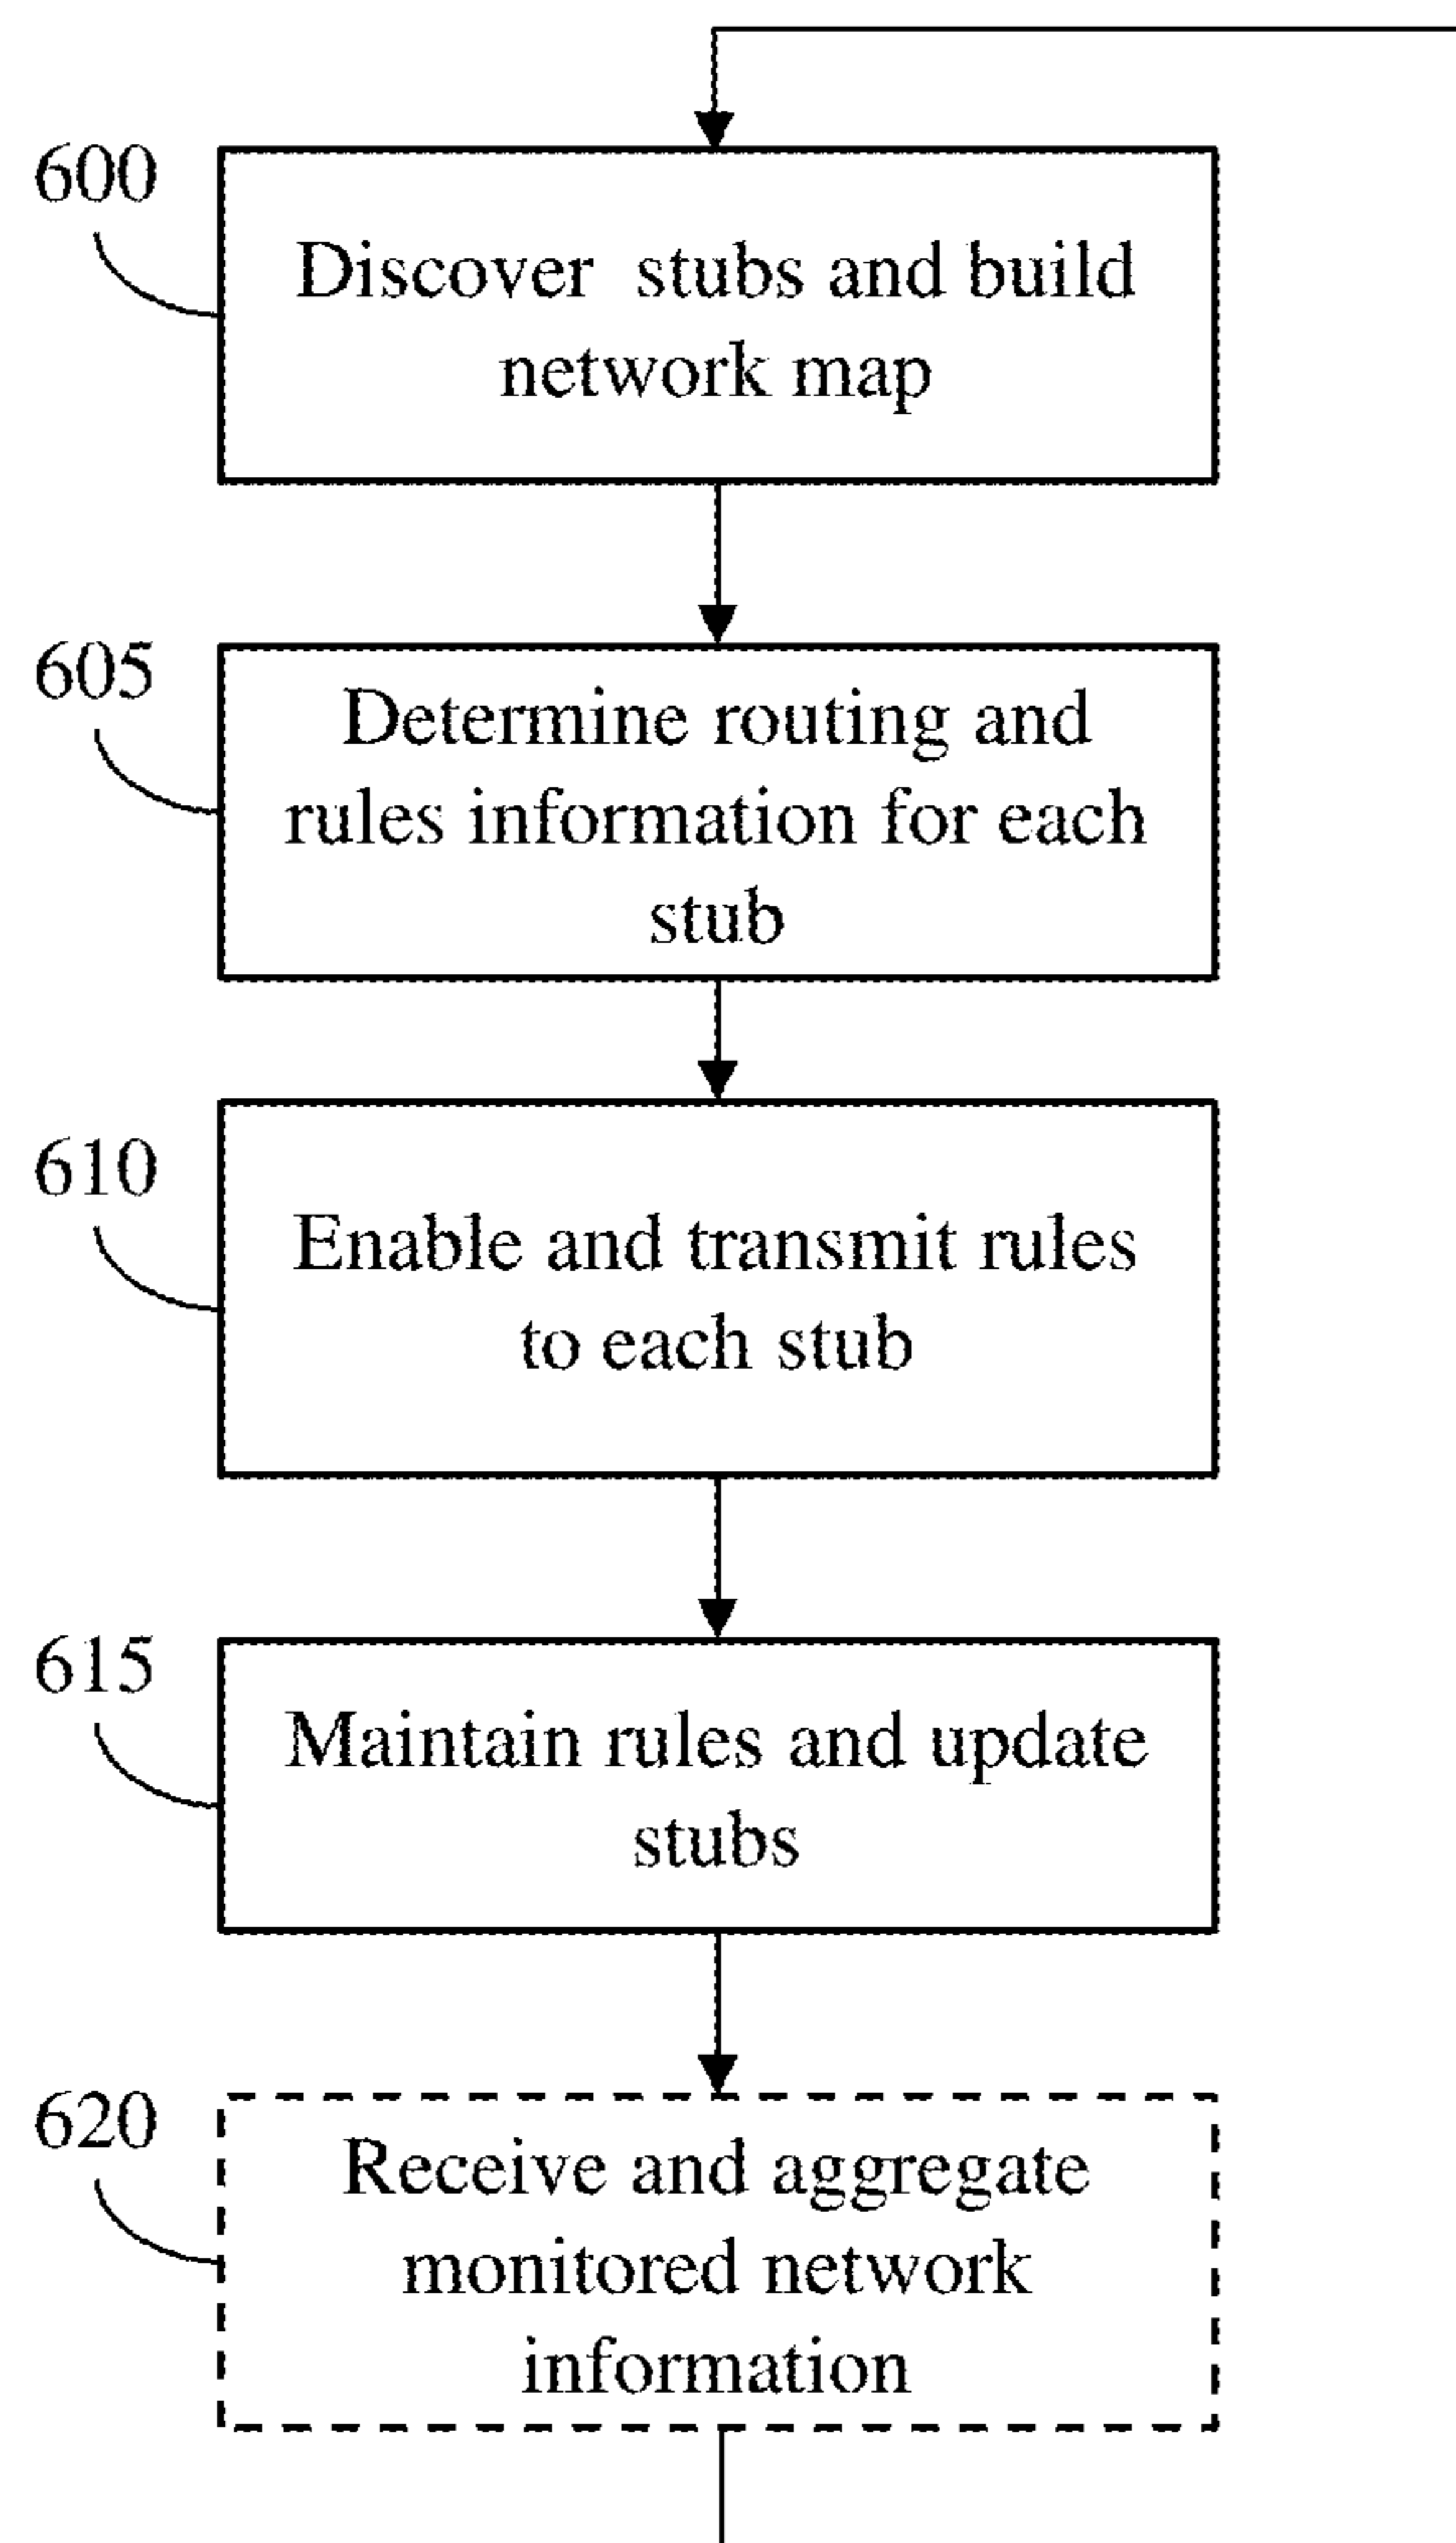 600
Discover stubs and build
network map
605
Determine routing and
rules information for each
stub
610
Enable and transmit rules
to each stub
615
Maintain rules and update
stubs
620
Receive and aggregate
monitored network
information